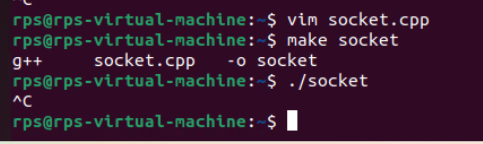 ^C
rps@rps-virtual-machine:~$ vim socket.cpp
rps@rps-virtual-machine:~$ make socket
g++     socket.cpp   -o socket
rps@rps-virtual-machine:~$ ./socket
^C
rps@rps-virtual-machine:~$